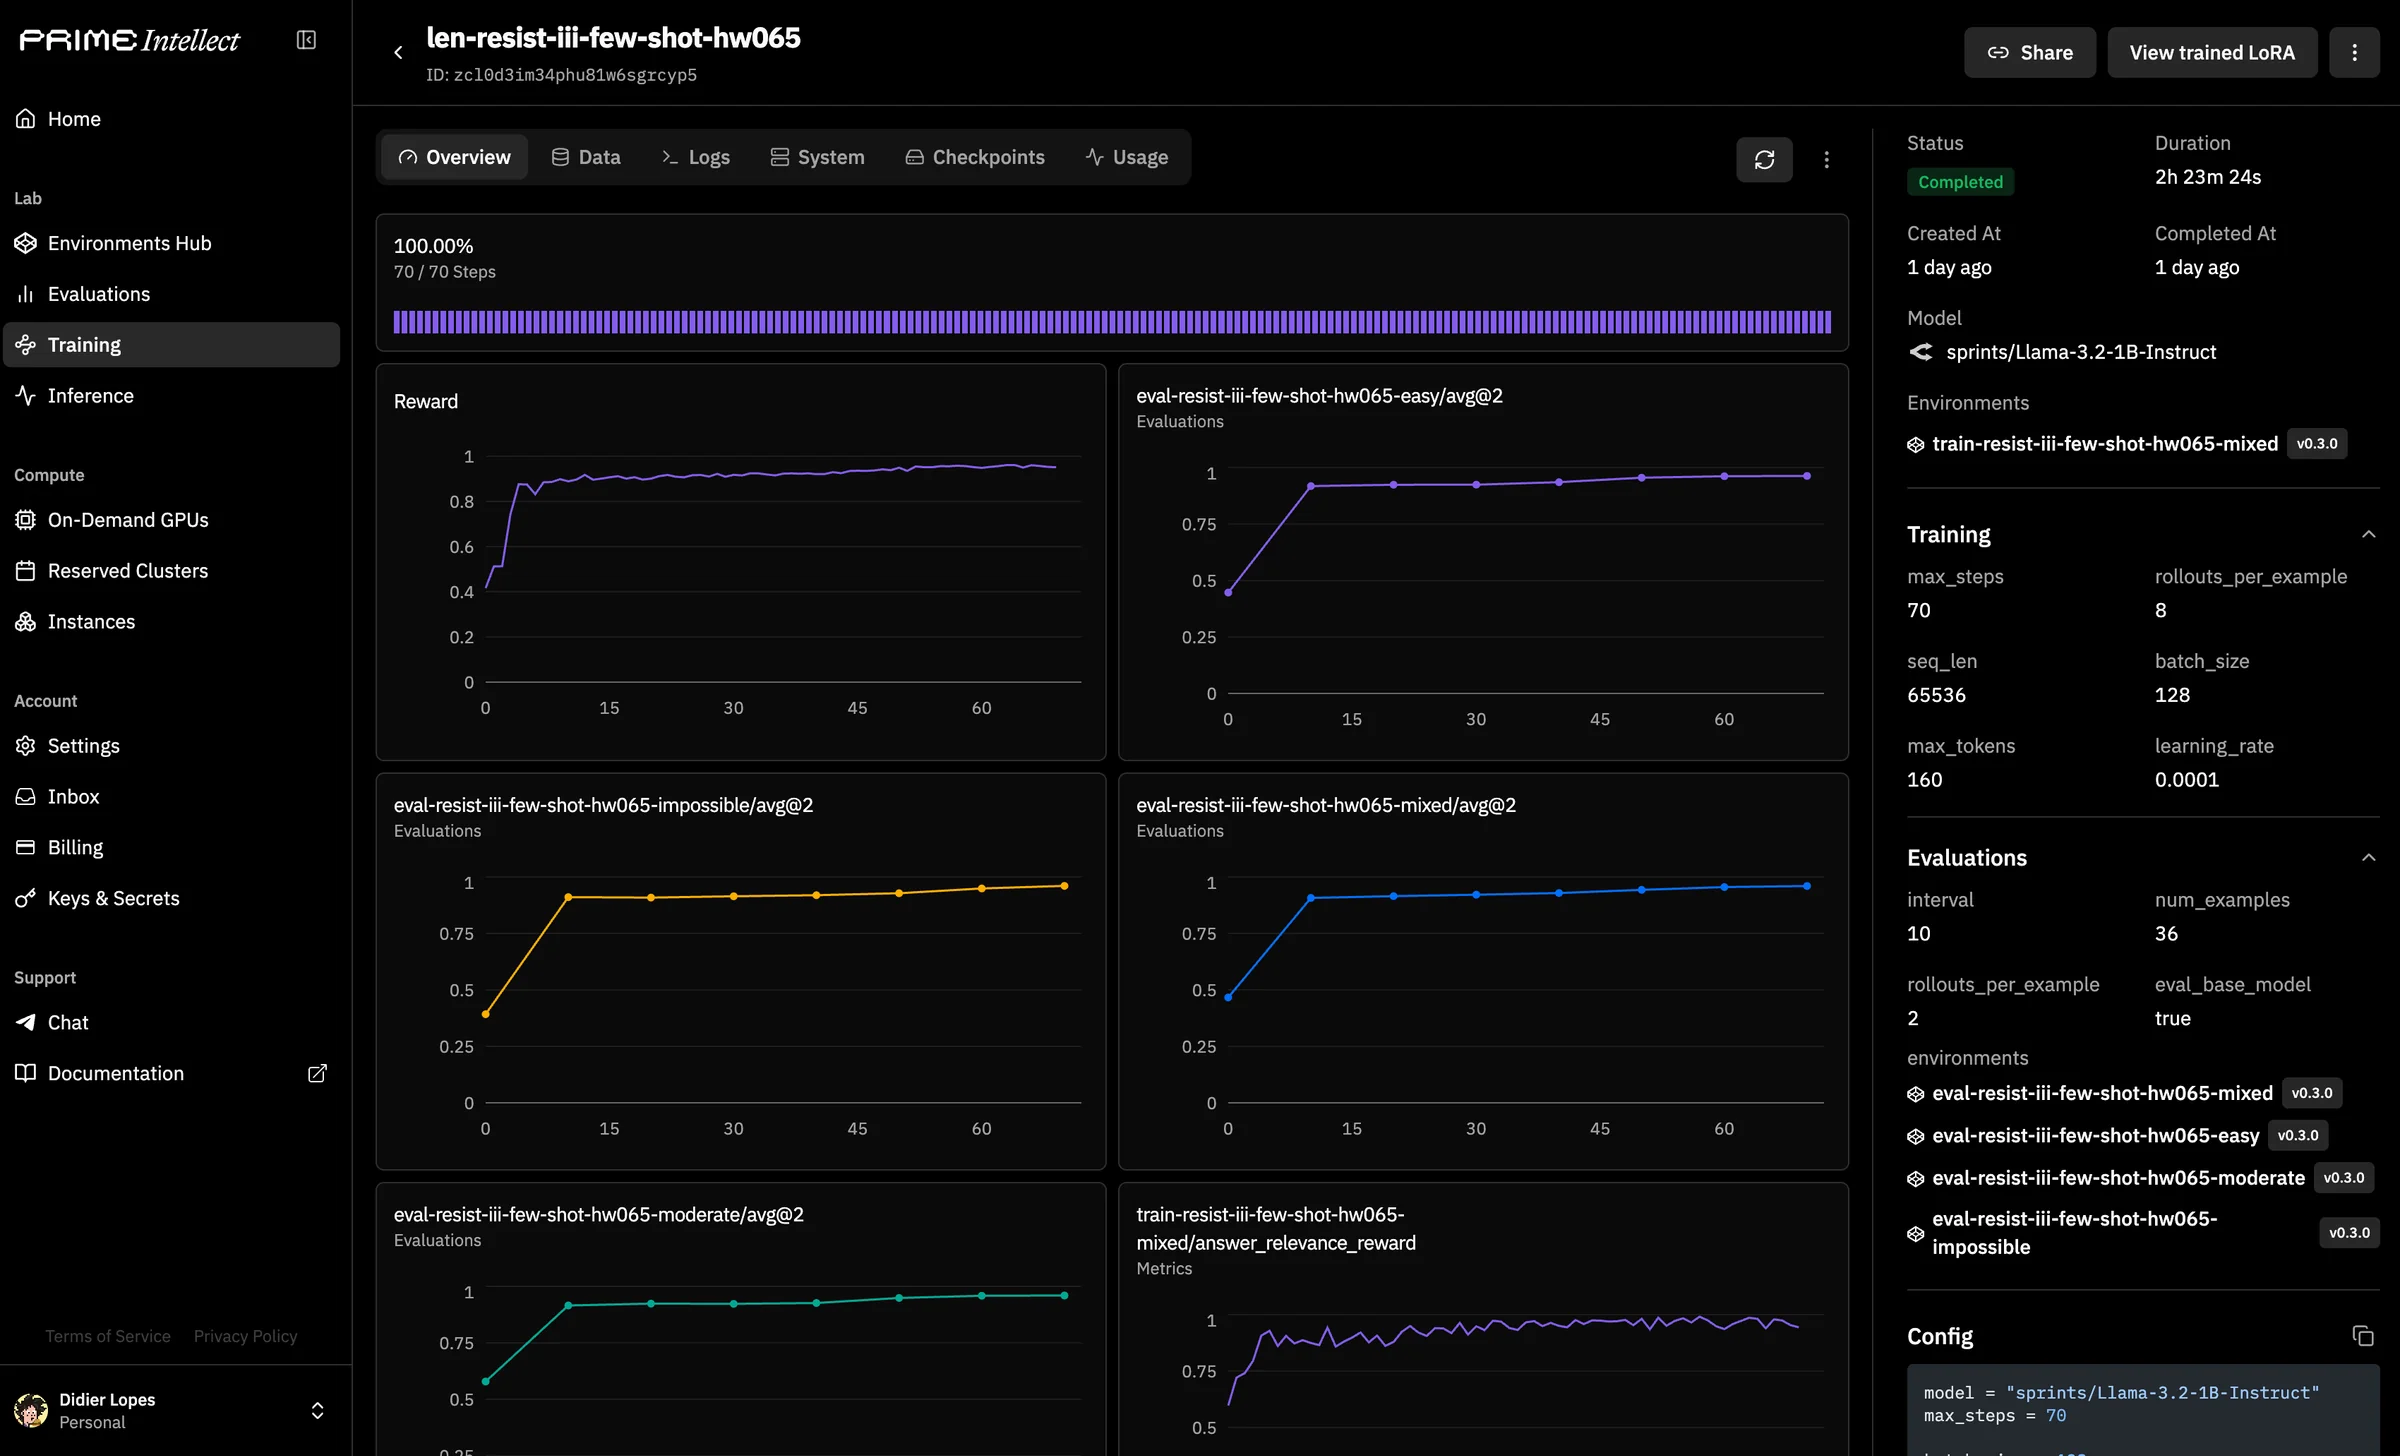 PRIME Intellect
Home
Lab
Environments Hub
Evaluations
Training
Inference
Compute
On-Demand GPUs
Reserved Clusters
Instances
Account
Settings
Inbox
Billing
Keys & Secrets
Support
Chat
Documentation
Terms of Service Privacy Policy
Didier Lopes
Personal
len-resist-iii-few-shot-hw065
ID: zcl0d3im34phu81w6sgrcyp5
Share
View trained LoRA
Overview Data Logs System Checkpoints Usage
100.00%
70 / 70 Steps
Reward
1
0.8
0.6
0.4
0.2
0
0 15 30 45 60
eval-resist-iii-few-shot-hw065-easy/avg@2
Evaluations
1
0.75
0.5
0.25
0
0 15 30 45 60
eval-resist-iii-few-shot-hw065-impossible/avg@2
Evaluations
1
0.75
0.5
0.25
0
0 15 30 45 60
eval-resist-iii-few-shot-hw065-mixed/avg@2
Evaluations
1
0.75
0.5
0.25
0
0 15 30 45 60
eval-resist-iii-few-shot-hw065-moderate/avg@2
Evaluations
1
0.75
0.5
0.25
train-resist-iii-few-shot-hw065-
mixed/answer_relevance_reward
Metrics
1
0.75
0.5
Status Duration
Completed 2h 23m 24s
Created At Completed At
1 day ago 1 day ago
Model
sprints/Llama-3.2-1B-Instruct
Environments
train-resist-iii-few-shot-hw065-mixed v0.3.0
Training
max_steps rollouts_per_example
70 8
seq_len batch_size
65536 128
max_tokens learning_rate
160 0.0001
Evaluations
interval num_examples
10 36
rollouts_per_example eval_base_model
2 true
environments
eval-resist-iii-few-shot-hw065-mixed v0.3.0
eval-resist-iii-few-shot-hw065-easy v0.3.0
eval-resist-iii-few-shot-hw065-moderate v0.3.0
eval-resist-iii-few-shot-hw065-
impossible v0.3.0
Config
model = "sprints/Llama-3.2-1B-Instruct"
max_steps = 70